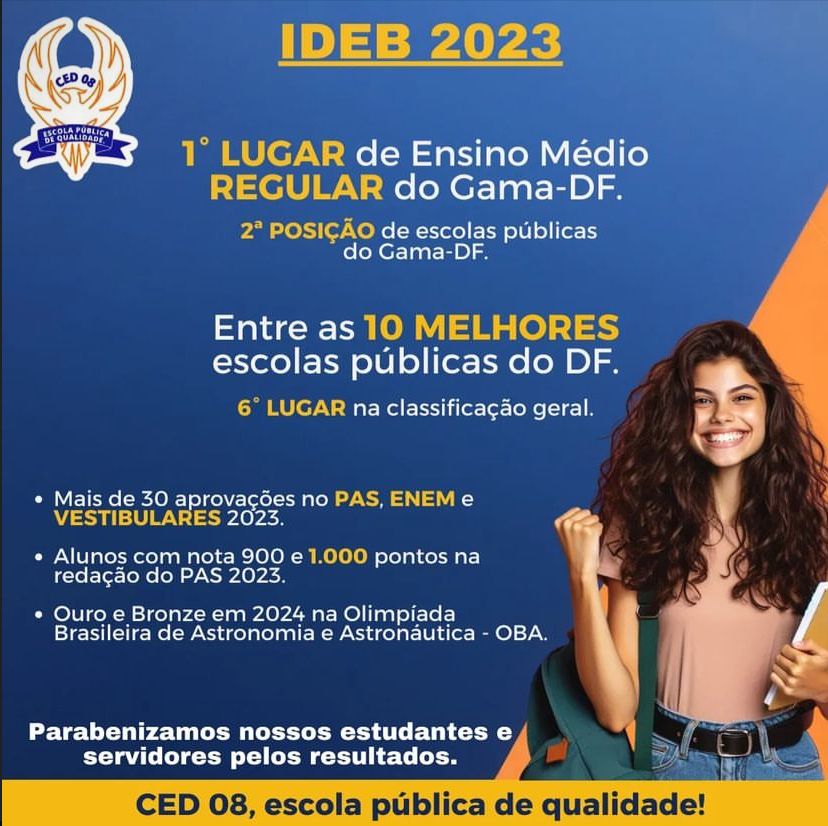 IDEB 2023
CED 08
ESCOLA PÚBLICA
DE QUALIDADE.
1° LUGAR de Ensino Médio
REGULAR do Gama-DF.
2ª POSIÇÃO de escolas públicas
do Gama-DF.
Entre as 10 MELHORES
escolas públicas do DF.
6° LUGAR na classificação geral.
• Mais de 30 aprovações no PAS, ENEM e
VESTIBULARES 2023.
• Alunos com nota 900 e 1.000 pontos na
redação do PAS 2023.
• Ouro e Bronze em 2024 na Olimpíada
Brasileira de Astronomia e Astronáutica - OBA.
Parabenizamos nossos estudantes e
servidores pelos resultados.
CED 08, escola pública de qualidade!